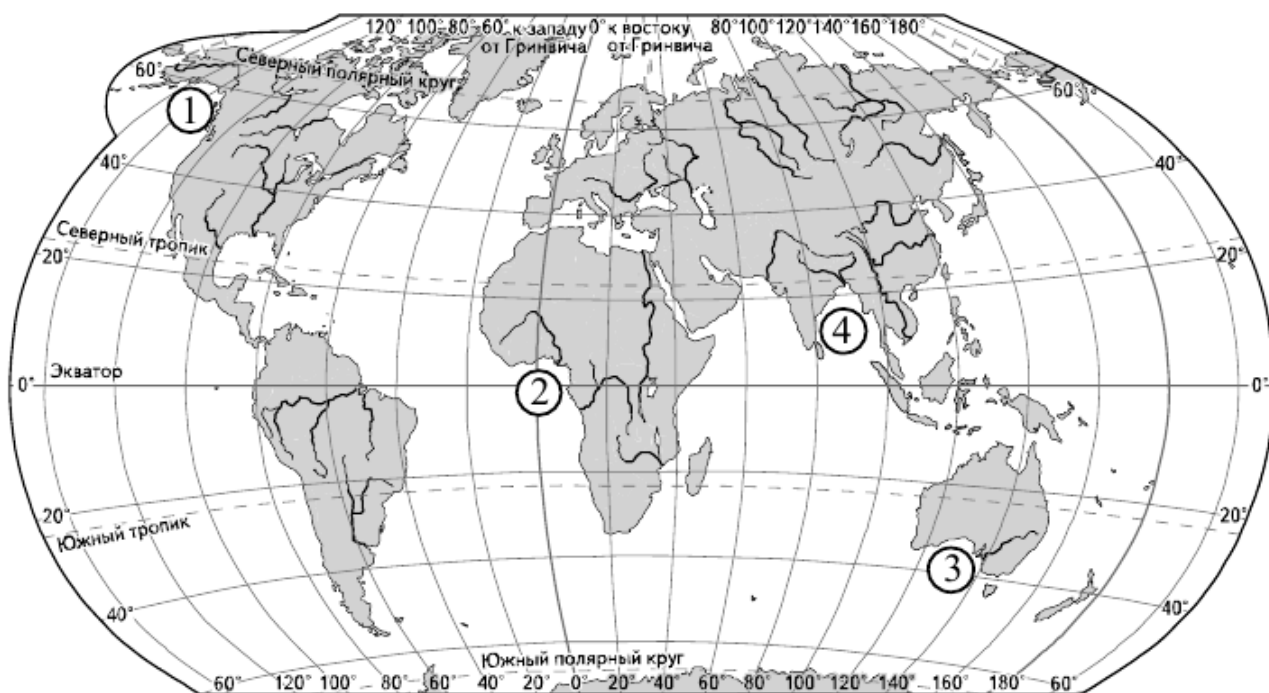 120° 100° 80° 60° к западу 0° к востоку 80° 100° 120° 140° 160° 180°
от Гринвича от Гринвича
60° Северный полярный круг 60°
1
40° 40°
Северный тропик
20° 20°
4
Экватор
0° 2 0°
20° 20°
Южный тропик
3
40° 40°
Южный полярный круг
60° 120° 100° 80° 60° 40 20° 0° 20° 40° 60° 80° 100° 120° 140° 160° 180° 60°